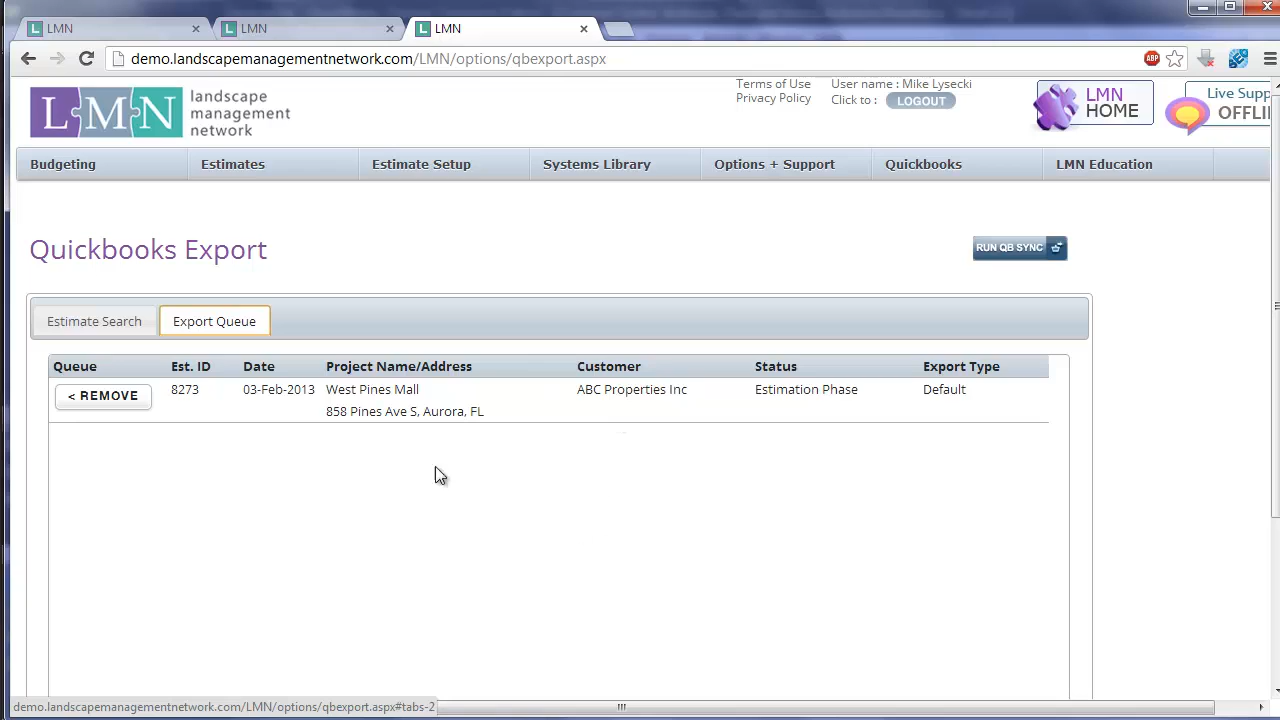 LMN
LMN
LMN
demo.landscapemanagementnetwork.com/LMN/options/qbexport.aspx
ABP
L-M-N
landscape
management
network
Terms of Use
Privacy Policy
User name : Mike Lysecki
Click to : LOGOUT
LMN
HOME
Live Supp
OFFLI
Budgeting
Estimates
Estimate Setup
Systems Library
Options + Support
Quickbooks
LMN Education
Quickbooks Export
RUN QB SYNC
Estimate Search
Export Queue
Queue Est. ID Date Project Name/Address Customer Status Export Type
< REMOVE 8273 03-Feb-2013 West Pines Mall ABC Properties Inc Estimation Phase Default
858 Pines Ave S, Aurora, FL
demo.landscapemanagementnetwork.com/LMN/options/qbexport.aspx#tabs-2